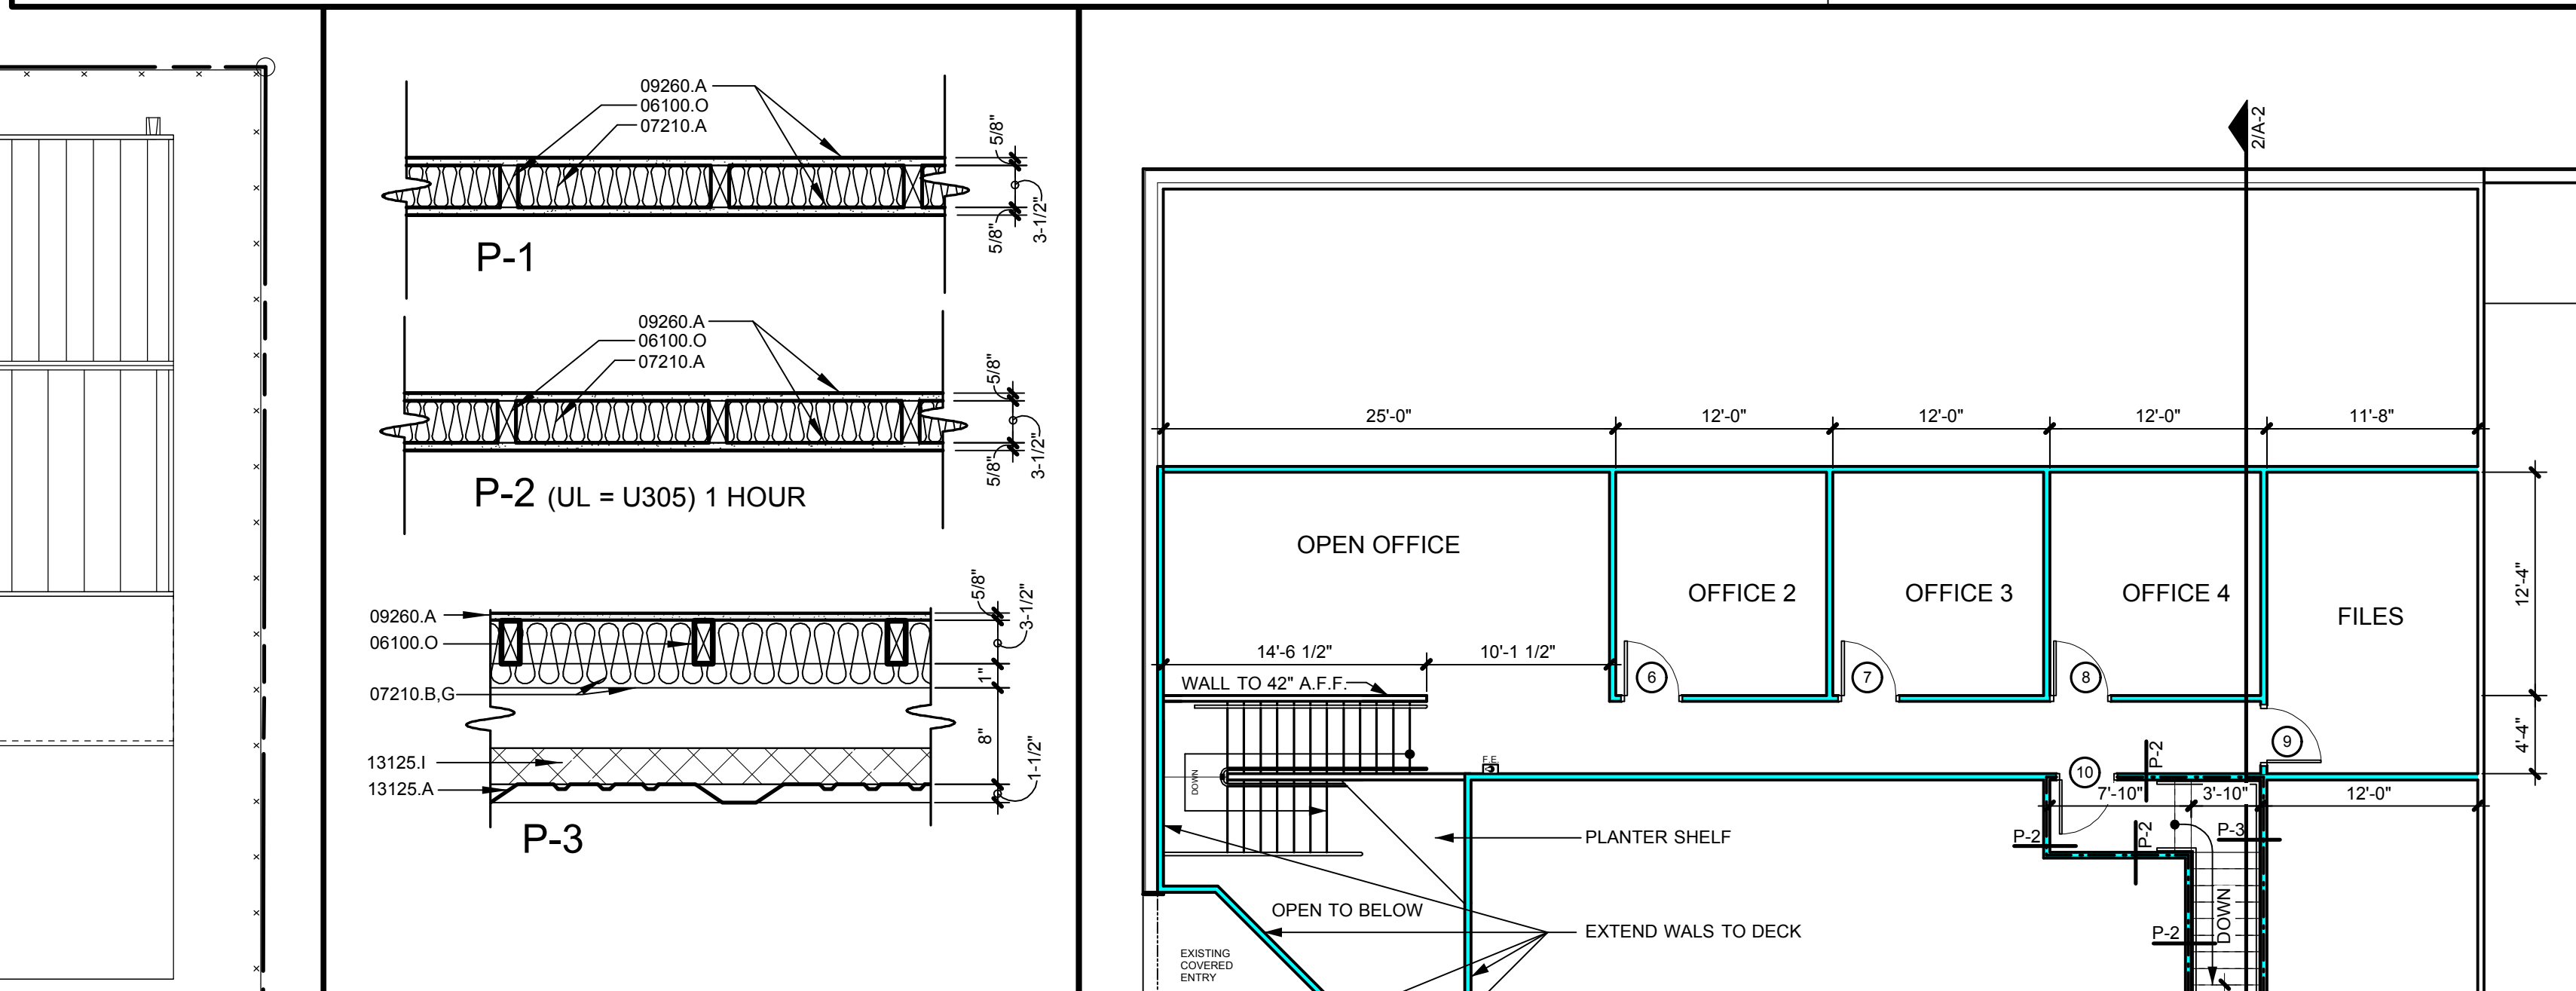 09260.A
06100.O
07210.A
5/8"
3-1/2"
5/8"
P-1
09260.A
06100.O
07210.A
5/8"
3-1/2"
5/8"
P-2 (UL = U305) 1 HOUR
09260.A
06100.O
07210.B,G
13125.I
13125.A
5/8"
3-1/2"
1"
8"
1-1/2"
P-3
2/A-2
25'-0"
12'-0"
12'-0"
12'-0"
11'-8"
OPEN OFFICE
OFFICE 2
OFFICE 3
OFFICE 4
FILES
12'-4"
14'-6 1/2"
10'-1 1/2"
WALL TO 42" A.F.F.
6
7
8
9
4'-4"
F.E.
10
P-2
DOWN
7'-10"
3'-10"
12'-0"
PLANTER SHELF
P-2
P-2
P-3
OPEN TO BELOW
EXTEND WALS TO DECK
P-2
DOWN
EXISTING
COVERED
ENTRY